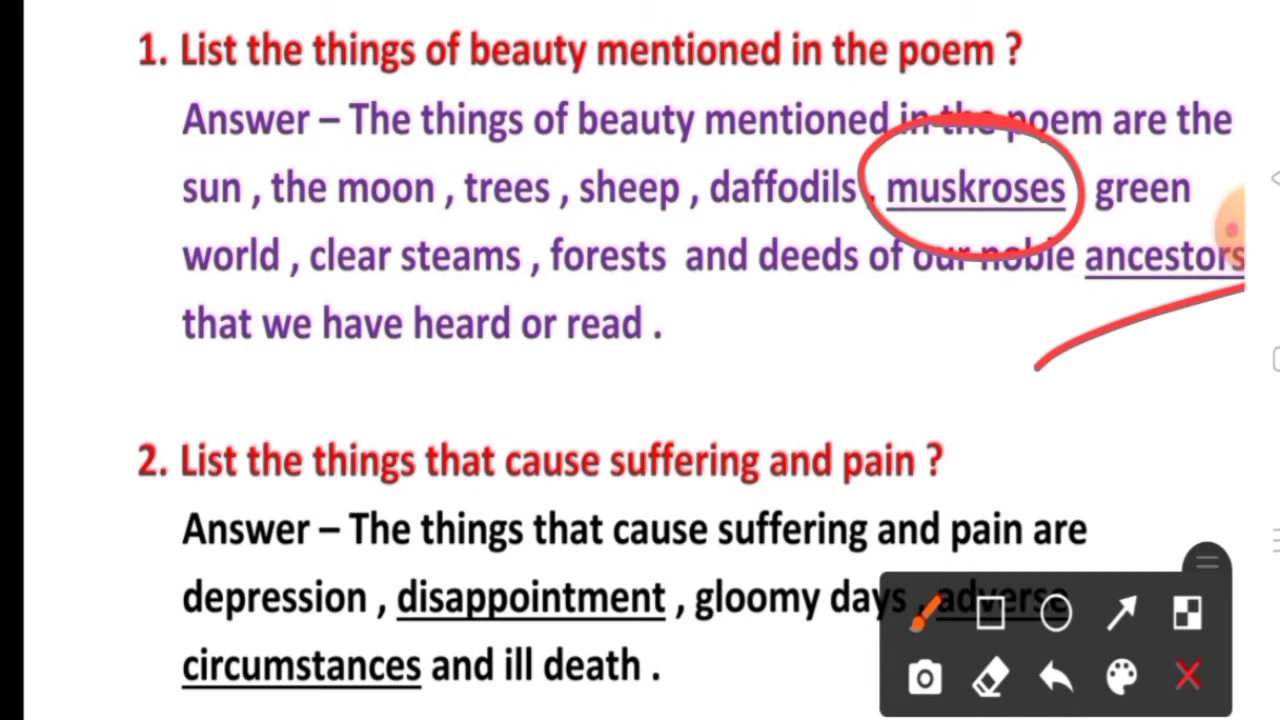 1. List the things of beauty mentioned in the poem ?
Answer – The things of beauty mentioned in the poem are the
sun , the moon , trees , sheep , daffodils , muskroses green
world , clear steams , forests and deeds of our noble ancestors
that we have heard or read .
2. List the things that cause suffering and pain ?
Answer – The things that cause suffering and pain are
depression , disappointment , gloomy days , adverse
circumstances and ill death .